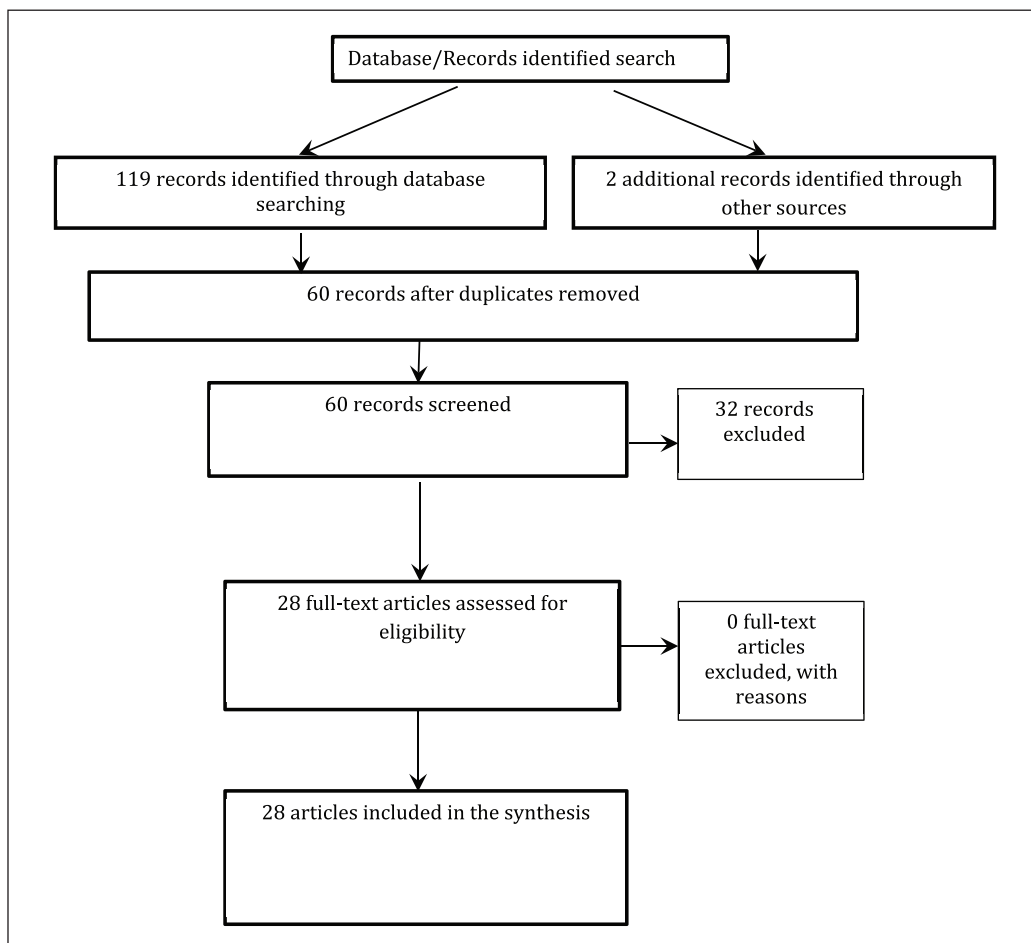 Database/Records identified search
119 records identified through database
searching
2 additional records identified through
other sources
60 records after duplicates removed
60 records screened
32 records
excluded
28 full-text articles assessed for
eligibility
0 full-text
articles
excluded, with
reasons
28 articles included in the synthesis